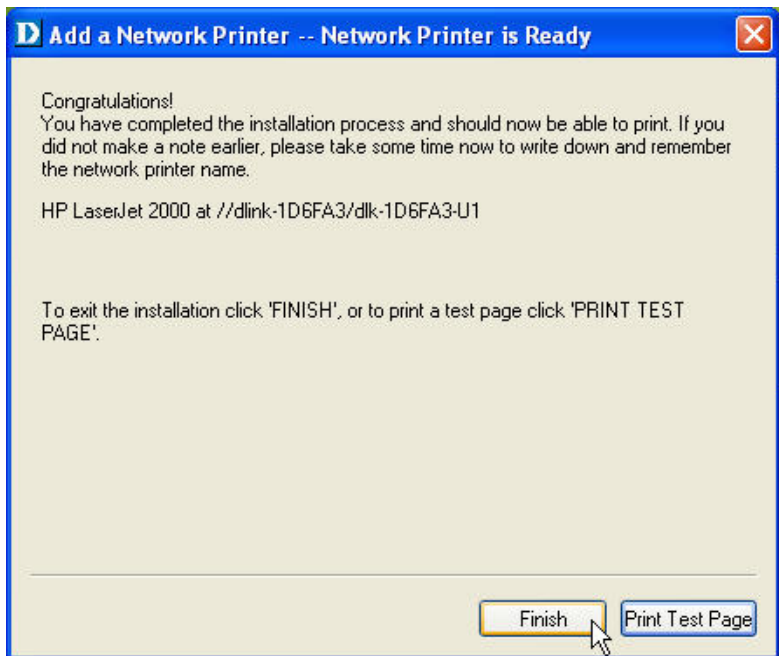 D Add a Network Printer -- Network Printer is Ready
Congratulations!
You have completed the installation process and should now be able to print. If you
did not make a note earlier, please take some time now to write down and remember
the network printer name.
HP LaserJet 2000 at //dlink-1D6FA3/dlk-1D6FA3-U1
To exit the installation click 'FINISH', or to print a test page click 'PRINT TEST
PAGE'.
Finish Print Test Page